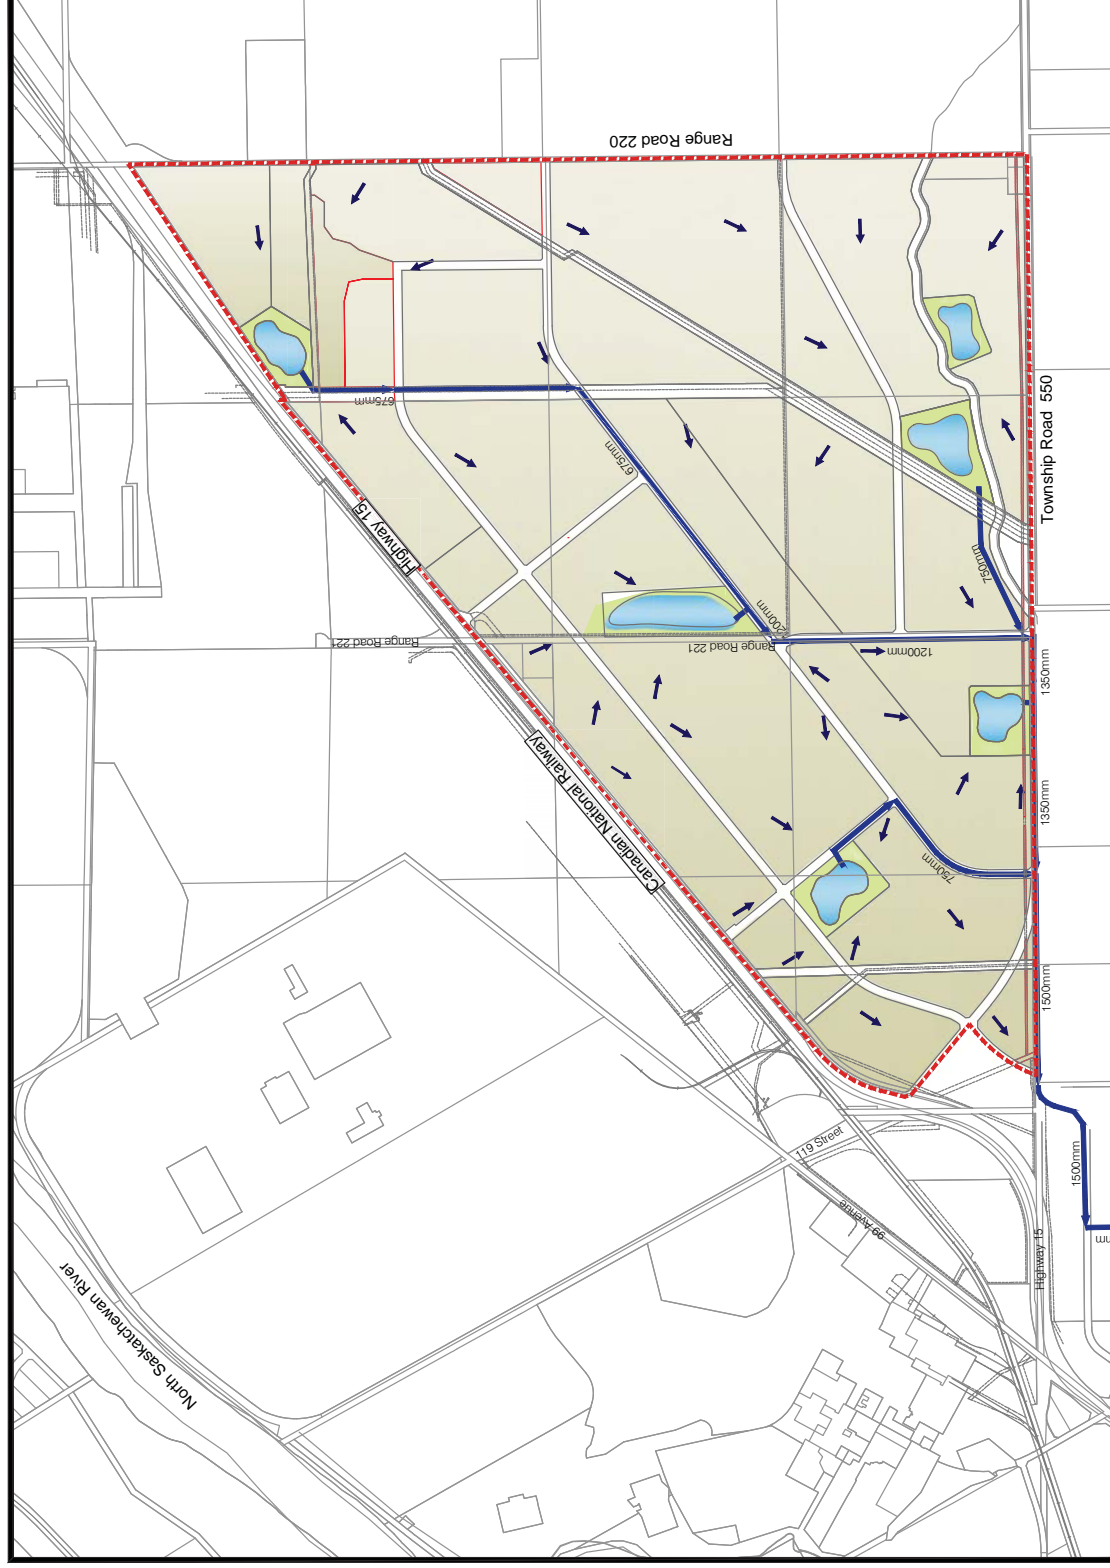 Range Road 220
675mm
Township Road 550
675mm
Highway 15
750mm
1200mm
Range Road 221
Range Road 221
1200mm
1350mm
Canadian National Railway
1350mm
750mm
1500mm
119 Street
1500mm
99 Avenue
Highway 15
North Saskatchewan River